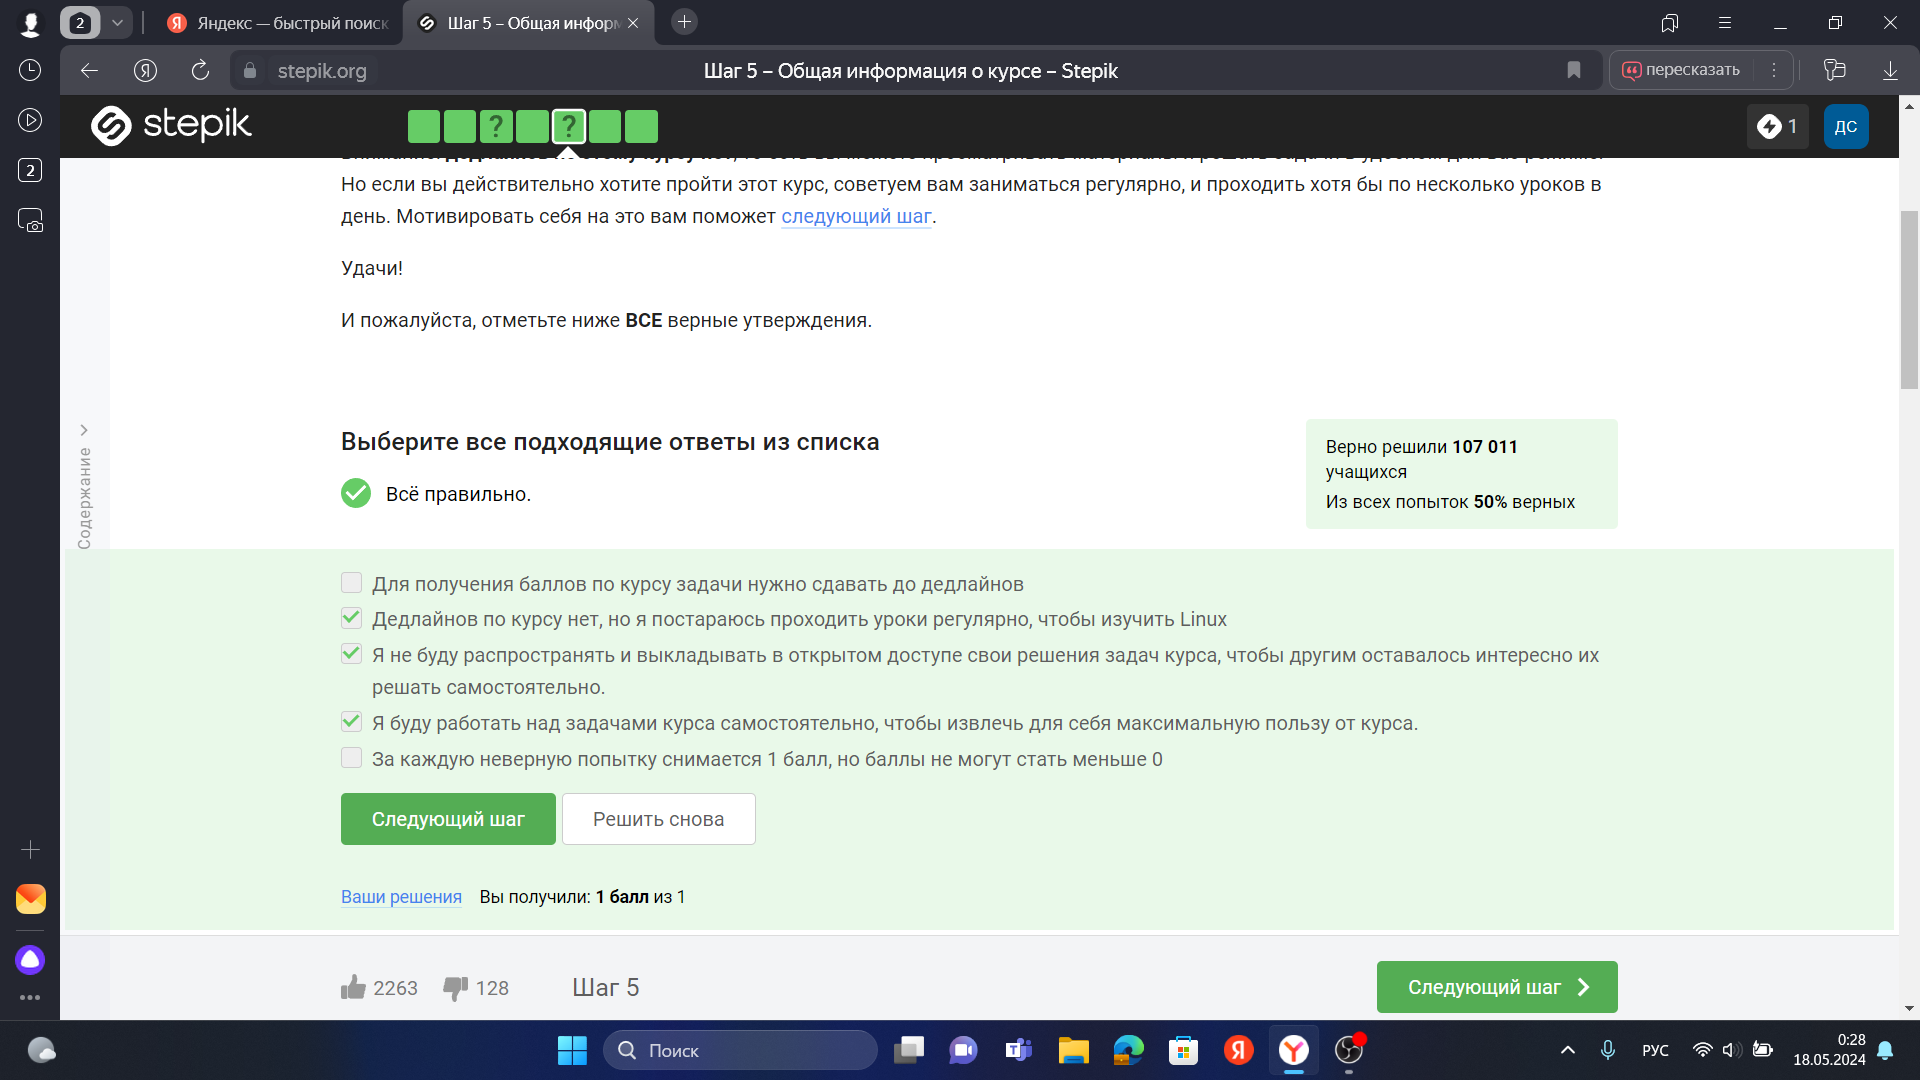 2
Яндекс — быстрый поиск
Шаг 5 – Общая информ
stepik.org
Шаг 5 – Общая информация о курсе – Stepik
пересказать
2
stepik
?
?
1
ДС
Но если вы действительно хотите пройти этот курс, советуем вам заниматься регулярно, и проходить хотя бы по несколько уроков в
день. Мотивировать себя на это вам поможет следующий шаг.
Удачи!
И пожалуйста, отметьте ниже ВСЕ верные утверждения.
Содержание
Выберите все подходящие ответы из списка
Всё правильно.
Верно решили 107 011
учащихся
Из всех попыток 50% верных
Для получения баллов по курсу задачи нужно сдавать до дедлайнов
Дедлайнов по курсу нет, но я постараюсь проходить уроки регулярно, чтобы изучить Linux
Я не буду распространять и выкладывать в открытом доступе свои решения задач курса, чтобы другим оставалось интересно их
решать самостоятельно.
Я буду работать над задачами курса самостоятельно, чтобы извлечь для себя максимальную пользу от курса.
За каждую неверную попытку снимается 1 балл, но баллы не могут стать меньше 0
Следующий шаг
Решить снова
Ваши решения Вы получили: 1 балл из 1
2263
128
Шаг 5
Следующий шаг
Поиск
РУС
0:28
18.05.2024